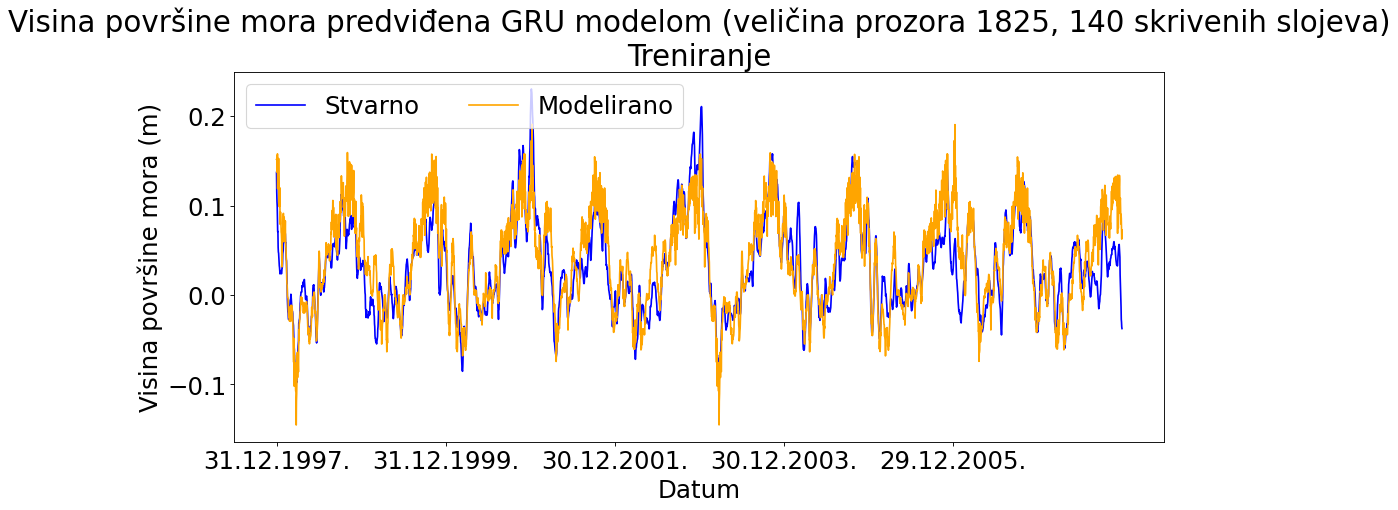 Visina površine mora predviđena GRU modelom (veličina prozora 1825, 140 skrivenih slojeva)
Treniranje
Stvarno Modelirano
Visina površine mora (m)
0.2
0.1
0.0
−0.1
31.12.1997. 31.12.1999. 30.12.2001. 30.12.2003. 29.12.2005.
Datum